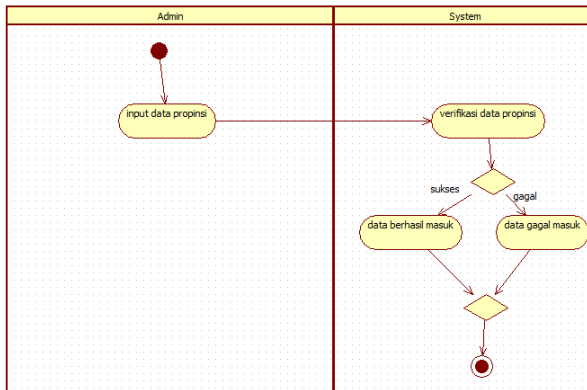 Admin
System
input data propinsi
verifikasi data propinsi
sukses
gagal
data berhasil masuk
data gagal masuk